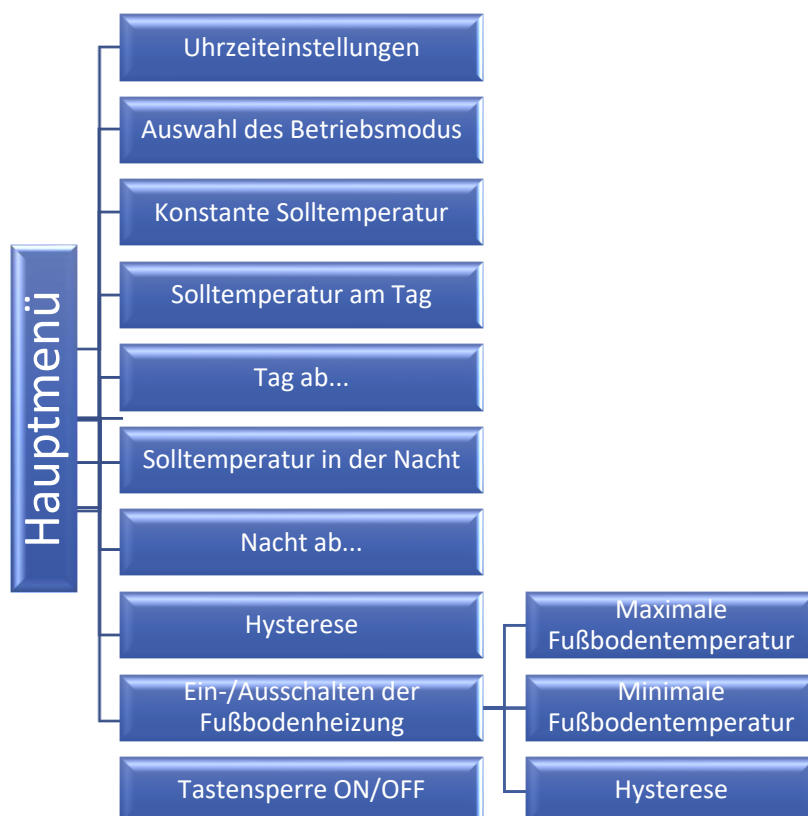 Hauptmenü
Uhrzeiteinstellungen
Auswahl des Betriebsmodus
Konstante Solltemperatur
Solltemperatur am Tag
Tag ab...
Solltemperatur in der Nacht
Nacht ab...
Hysterese
Ein-/Ausschalten der
Fußbodenheizung
Maximale
Fußbodentemperatur
Minimale
Fußbodentemperatur
Hysterese
Tastensperre ON/OFF